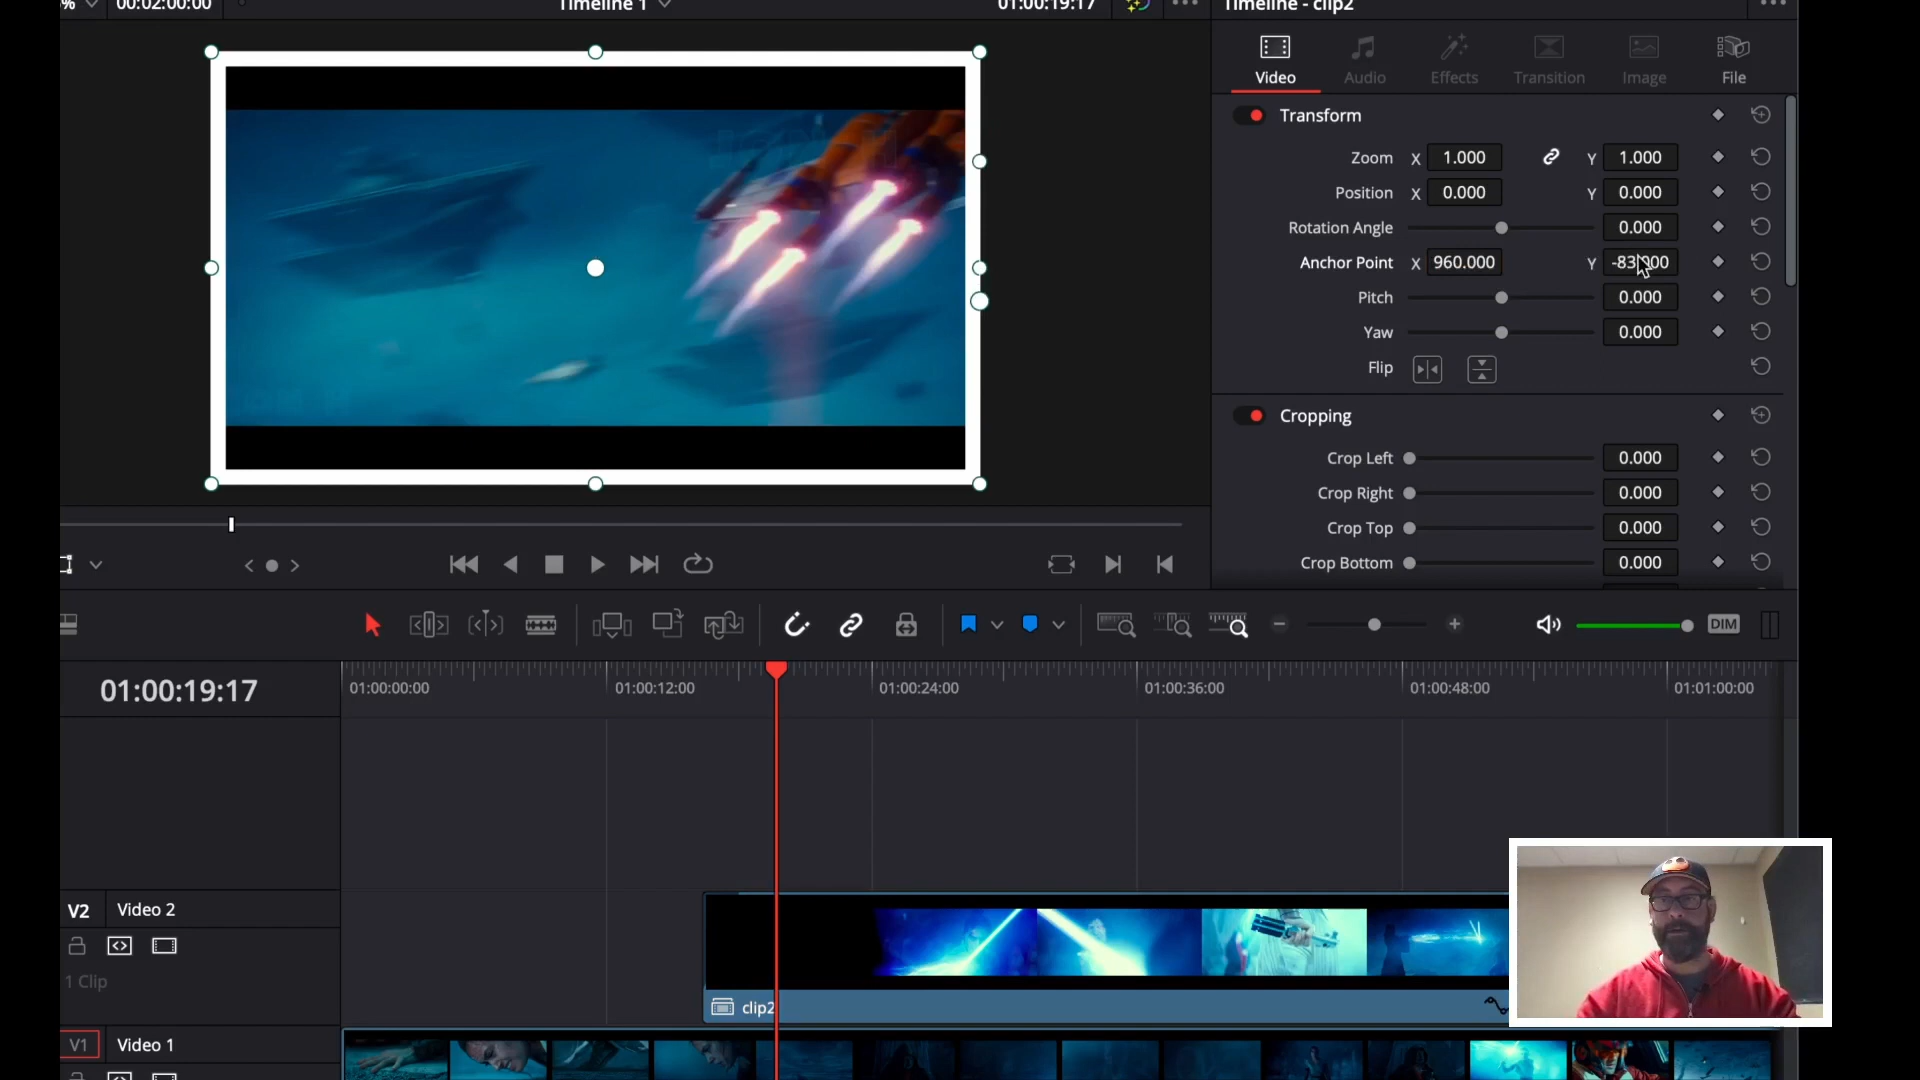 %
00:02:00:00
Timeline 1
01:00:19:17
Timeline - clip2
Video
Audio
Effects
Transition
Image
File
Transform
Zoom X 1.000 Y 1.000
Position X 0.000 Y 0.000
Rotation Angle 0.000
Anchor Point X 960.000 Y
Pitch 0.000
Yaw 0.000
Flip
Cropping
Crop Left 0.000
Crop Right 0.000
Crop Top 0.000
Crop Bottom 0.000
DIM
01:00:19:17
01:00:00:00
01:00:12:00
01:00:24:00
01:00:36:00
01:00:48:00
01:01:00:00
V2 Video 2
1 Clip
clip2
V1 Video 1